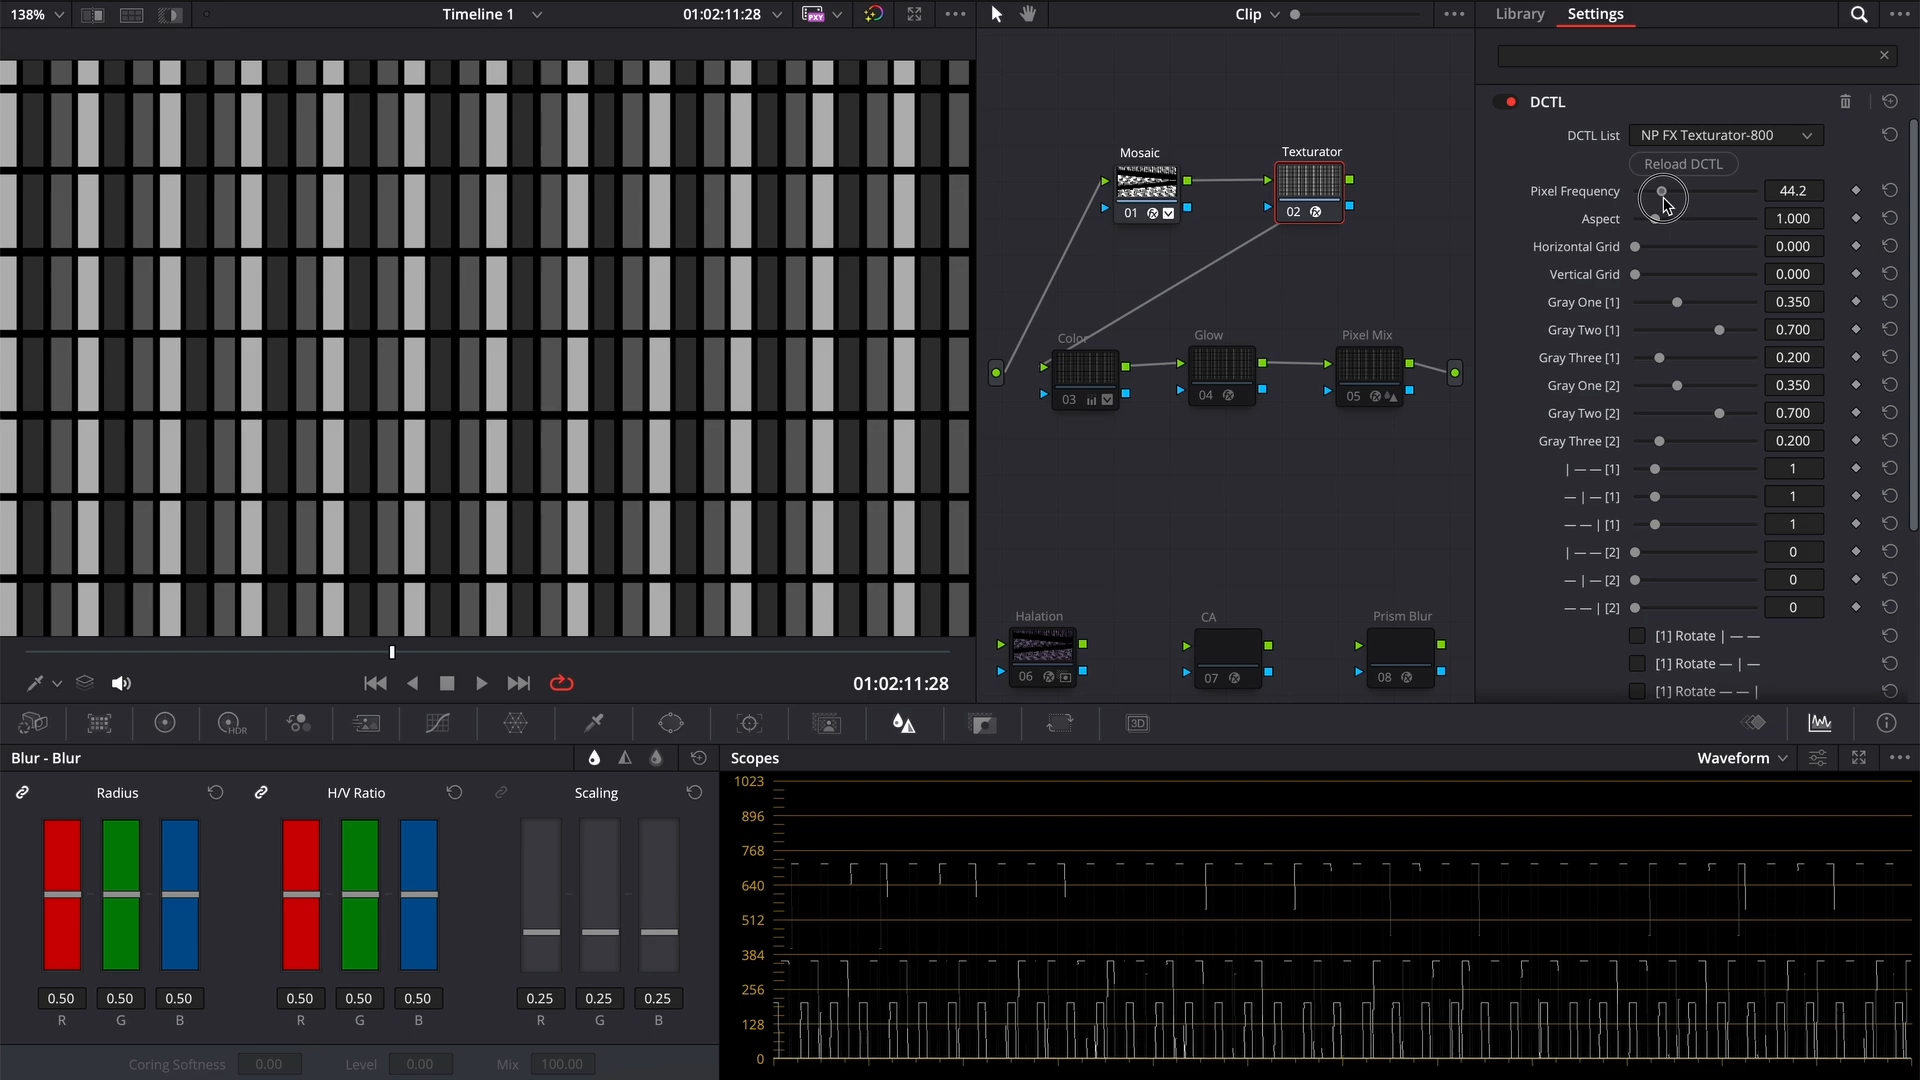 138% Timeline 1 01:02:11:28 PXY Clip Library Settings
DCTL
DCTL List NP FX Texturator-800
Reload DCTL
Pixel Frequency 44.2
Aspect 1.000
Horizontal Grid 0.000
Vertical Grid 0.000
Gray One [1] 0.350
Gray Two [1] 0.700
Gray Three [1] 0.200
Gray One [2] 0.350
Gray Two [2] 0.700
Gray Three [2] 0.200
| — — [1] 1
— | — [1] 1
— — | [1] 1
| — — [2] 0
— | — [2] 0
— — | [2] 0
[1] Rotate | — —
[1] Rotate — | —
[1] Rotate — — |
Mosaic
01
Texturator
02
Color
03
Glow
04
Pixel Mix
05
Halation
06
CA
07
Prism Blur
08
01:02:11:28
HDR
3D
Blur - Blur
Radius H/V Ratio Scaling
0.50 0.50 0.50 0.50 0.50 0.50 0.25 0.25 0.25
R G B R G B R G B
Coring Softness 0.00 Level 0.00 Mix 100.00
Scopes Waveform
1023
896
768
640
512
384
256
128
0